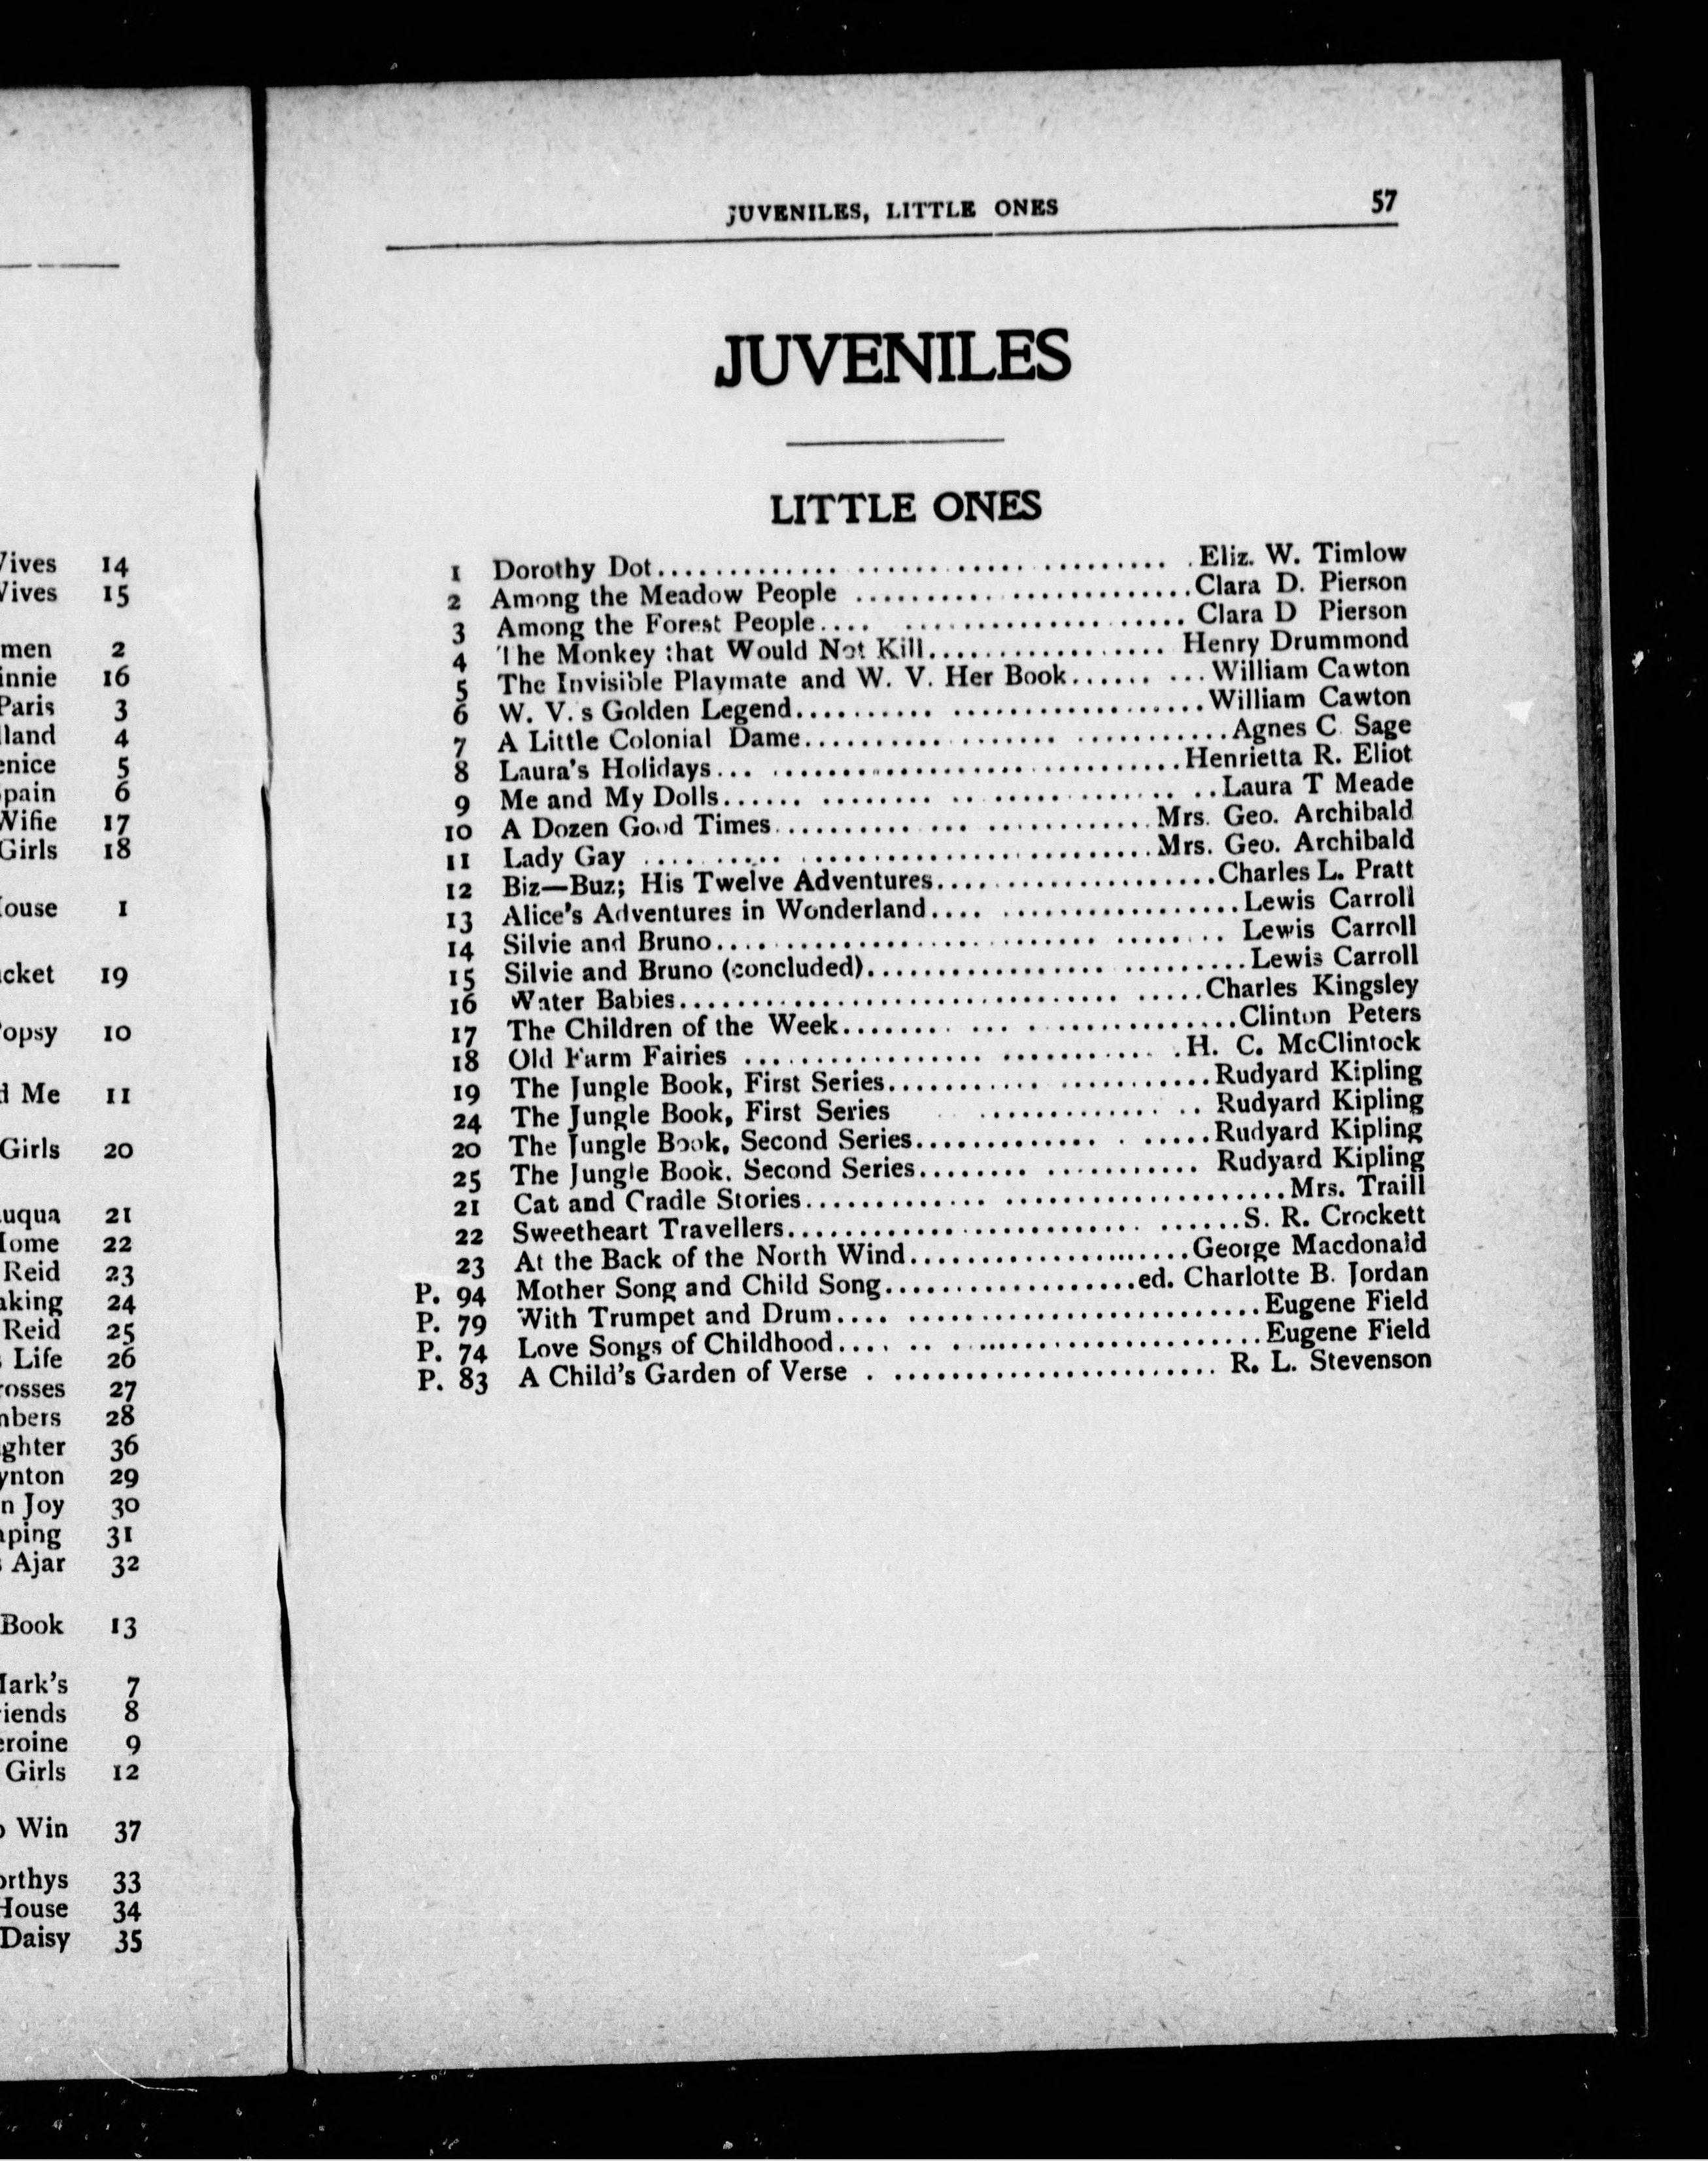 Vives 14
Vives 15
men 2
innie 16
Paris 3
lland 4
enice 5
pain 6
Wifie 17
Girls 18
ouse 1
cket 19
opsy 10
d Me 11
Girls 20
uqua 21
Home 22
Reid 23
aking 24
Reid 25
s Life 26
rosses 27
mbers 28
ghter 36
ynton 29
n Joy 30
aping 31
s Ajar 32
Book 13
Mark's 7
riends 8
eroine 9
Girls 12
o Win 37
orthys 33
House 34
Daisy 35
JUVENILES, LITTLE ONES 57
JUVENILES
LITTLE ONES
1 Dorothy Dot.................................... Eliz. W. Timlow
2 Among the Meadow People ........................Clara D. Pierson
3 Among the Forest People.... .................... Clara D Pierson
4 The Monkey that Would Not Kill................. Henry Drummond
5 The Invisible Playmate and W. V. Her Book...... ...William Cawton
6 W. V.'s Golden Legend.......... ..................William Cawton
7 A Little Colonial Dame.......... ....... ...........Agnes C. Sage
8 Laura's Holidays... .............................Henrietta R. Eliot
9 Me and My Dolls...... ........ .. ............. ..Laura T Meade
10 A Dozen Good Times........... ... ............Mrs. Geo. Archibald
11 Lady Gay .... ..... .........................Mrs. Geo. Archibald
12 Biz—Buz; His Twelve Adventures....................Charles L. Pratt
13 Alice's Adventures in Wonderland.... .................Lewis Carroll
14 Silvie and Bruno........................... ........ Lewis Carroll
15 Silvie and Bruno (concluded)................. .........Lewis Carroll
16 Water Babies............................... .....Charles Kingsley
17 The Children of the Week........ ... ...............Clinton Peters
18 Old Farm Fairies ................. .............H. C. McClintock
19 The Jungle Book, First Series........... ...........Rudyard Kipling
24 The Jungle Book, First Series ............. .. Rudyard Kipling
20 The Jungle Book, Second Series............. . ......Rudyard Kipling
25 The Jungle Book. Second Series........ ........... Rudyard Kipling
21 Cat and Cradle Stories............. ....................Mrs. Traill
22 Sweetheart Travellers......................... ......S. R. Crockett
23 At the Back of the North Wind....................George Macdonald
P. 94 Mother Song and Child Song..................ed. Charlotte B. Jordan
P. 79 With Trumpet and Drum.... .........................Eugene Field
P. 74 Love Songs of Childhood.... .. ......................Eugene Field
P. 83 A Child's Garden of Verse . ....................... R. L. Stevenson